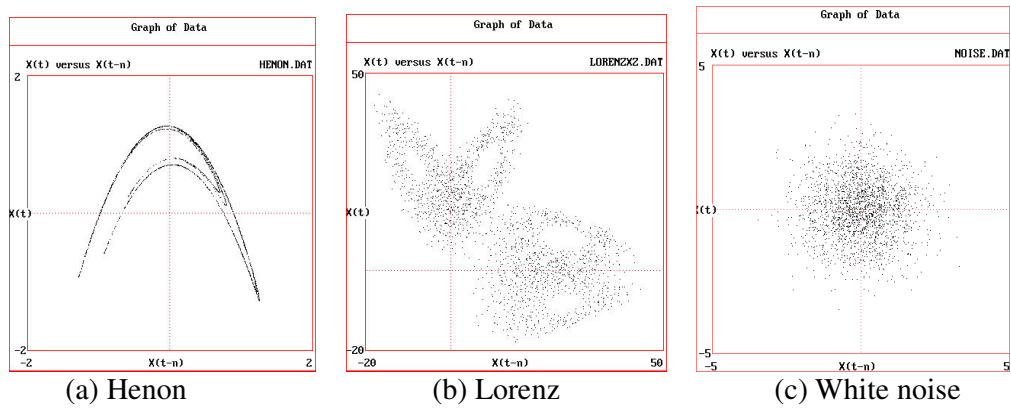 Graph of Data
X(t) versus X(t-n) HENON.DAT
2
X(t)
-2
-2 X(t-n) 2
(a) Henon
Graph of Data
X(t) versus X(t-n) LORENZXZ.DAT
50
X(t)
-20
-20 X(t-n) 50
(b) Lorenz
Graph of Data
X(t) versus X(t-n) NOISE.DAT
5
X(t)
-5
-5 X(t-n) 5
(c) White noise